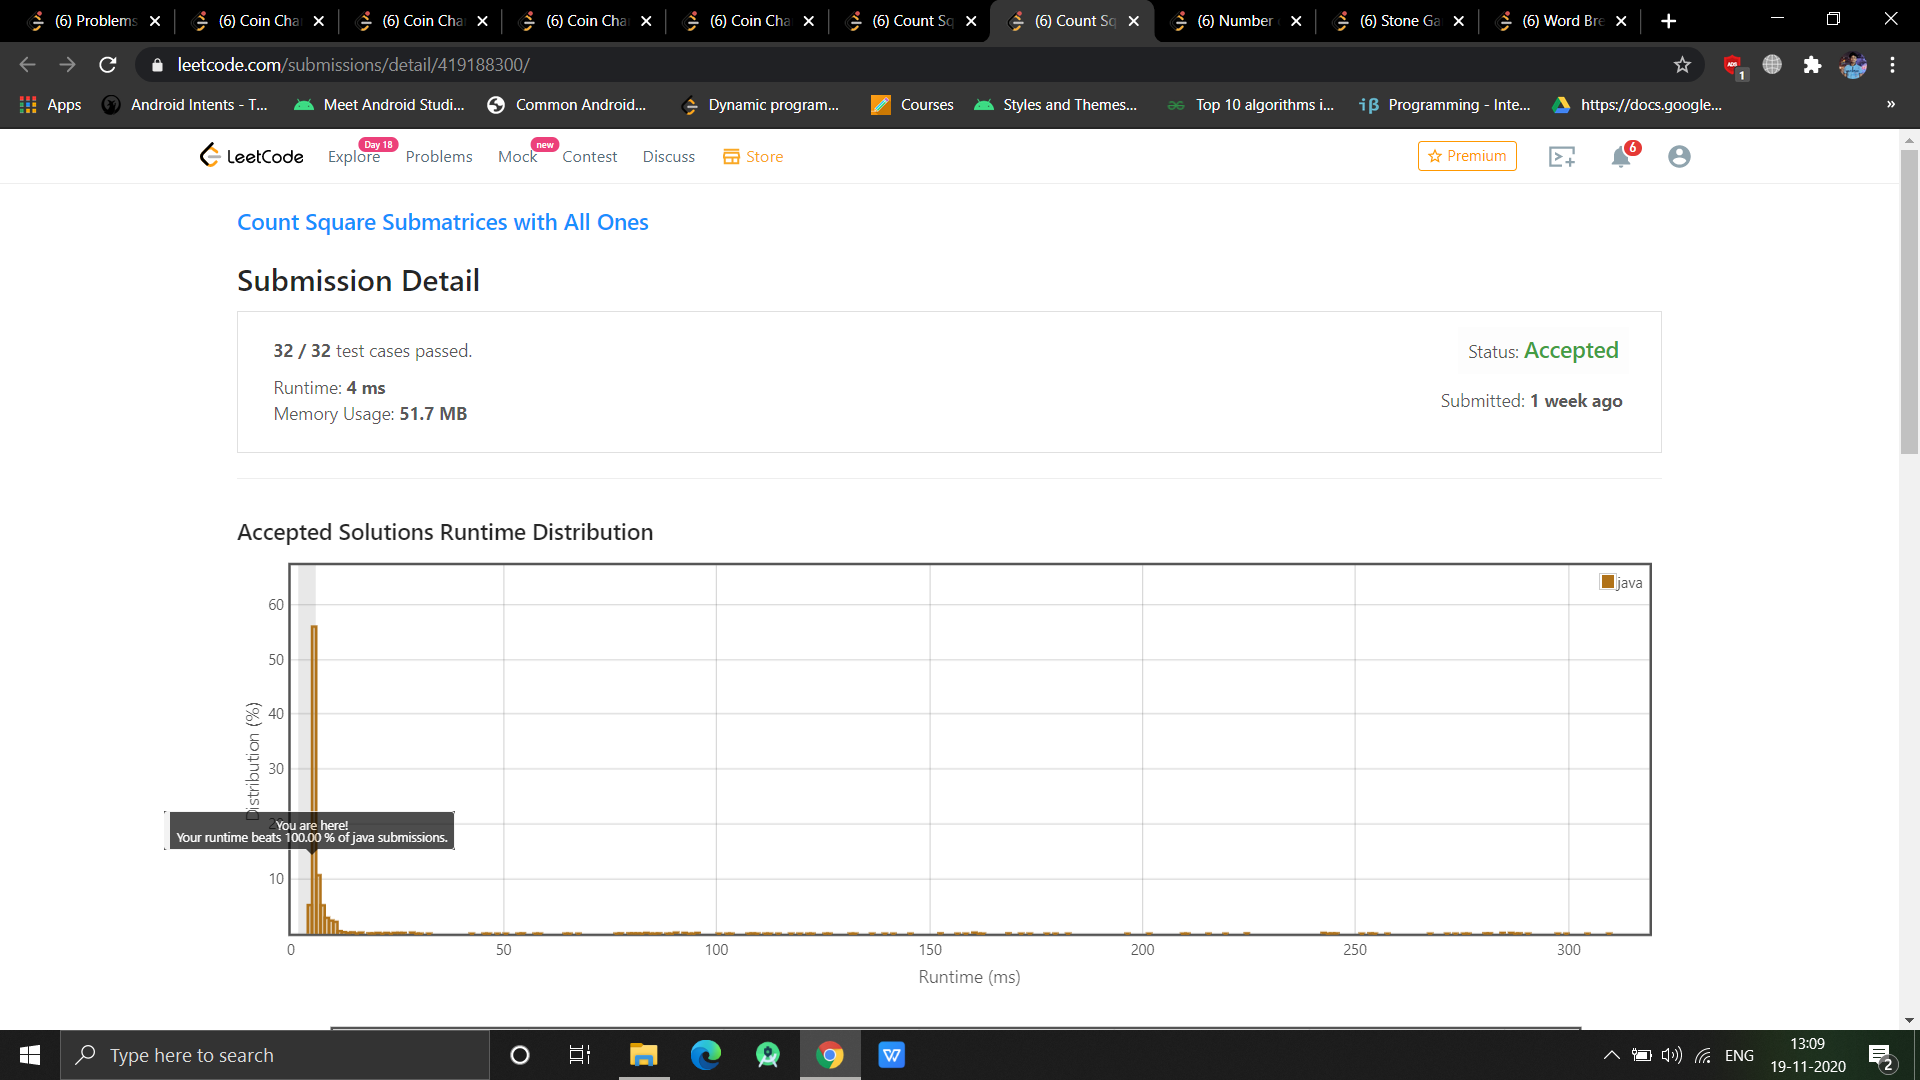 (6) Problems
(6) Coin Cha
(6) Coin Cha
(6) Coin Cha
(6) Coin Cha
(6) Count Sq
(6) Count Sq
(6) Number
(6) Stone Ga
(6) Word Bre
leetcode.com/submissions/detail/419188300/
ADS
1
Apps
Android Intents - T...
Meet Android Studi...
Common Android...
Dynamic program...
Courses
Styles and Themes...
Top 10 algorithms i...
Programming - Inte...
https://docs.google...
»
LeetCode
Explore
Day 18
Problems
Mock
new
Contest
Discuss
Store
Premium
6
Count Square Submatrices with All Ones
Submission Detail
32 / 32 test cases passed.
Status: Accepted
Runtime: 4 ms
Submitted: 1 week ago
Memory Usage: 51.7 MB
Accepted Solutions Runtime Distribution
java
60
50
40
30
10
Distribution (%)
You are here!
Your runtime beats 100.00 % of java submissions.
0
50
100
150
200
250
300
Runtime (ms)
Type here to search
W
ENG
13:09
19-11-2020
2